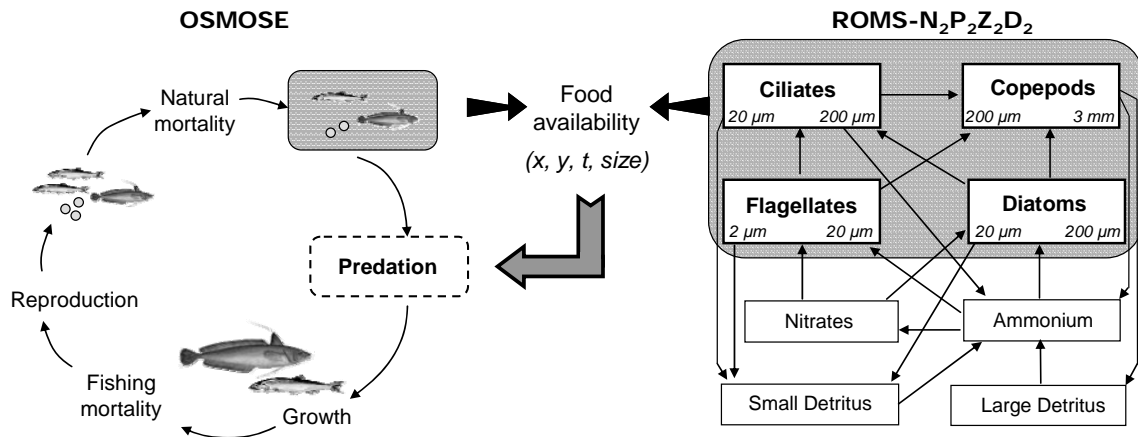 OSMOSE
Natural
mortality
Predation
Growth
Fishing
mortality
Reproduction
Food
availability
(x, y, t, size)
ROMS-N₂P₂Z₂D₂
Ciliates
20 µm 200 µm
Copepods
200 µm 3 mm
Flagellates
2 µm 20 µm
Diatoms
20 µm 200 µm
Nitrates
Ammonium
Small Detritus
Large Detritus